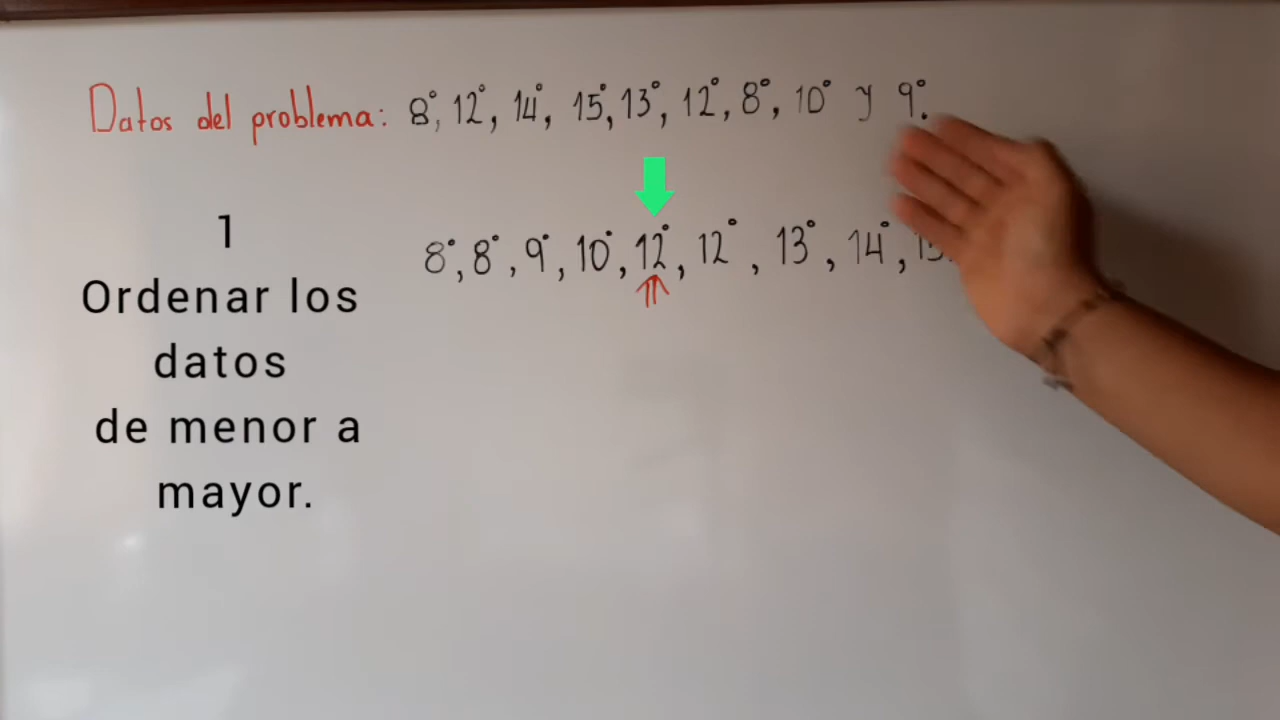 Datos del problema: 8°, 12°, 14°, 15°, 13°, 12°, 8°, 10° y 9°.
8°, 8°, 9°, 10°, 12°, 12°, 13°, 14°,
1
Ordenar los
datos
de menor a
mayor.